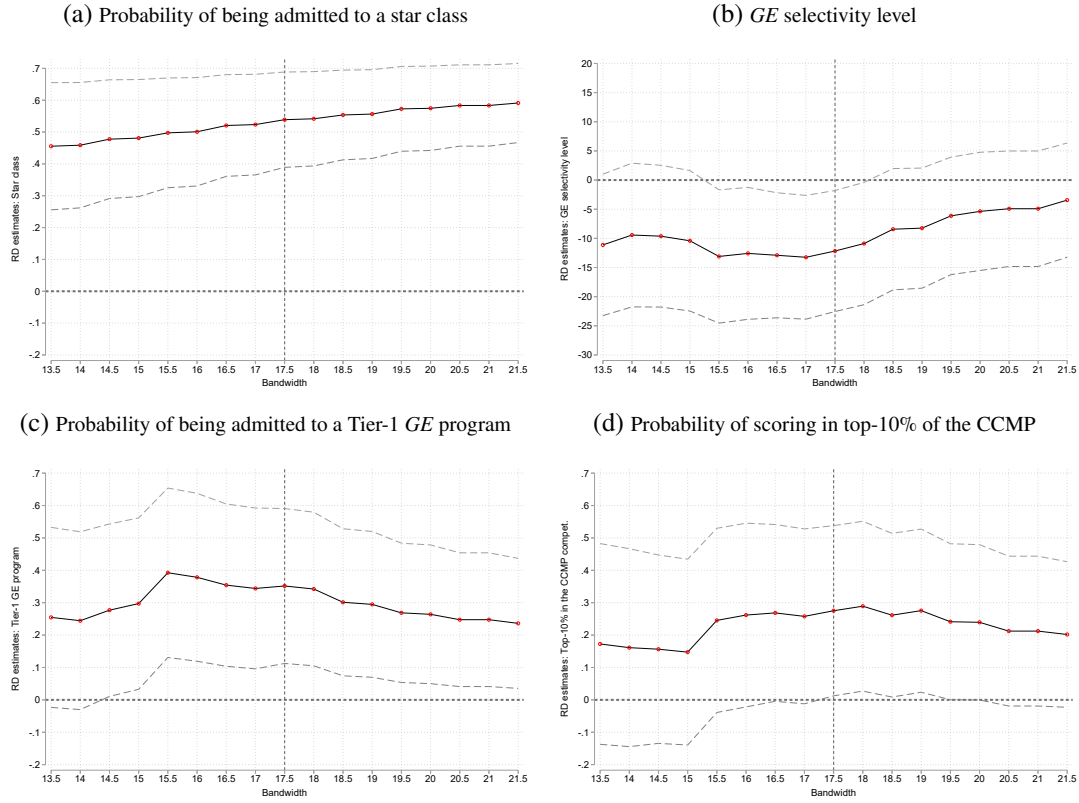 (a) Probability of being admitted to a star class
(b) GE selectivity level
RD estimates: Star class
.7
.6
.5
.4
.3
.2
.1
0
-.1
-.2
13.5 14 14.5 15 15.5 16 16.5 17 17.5 18 18.5 19 19.5 20 20.5 21 21.5
Bandwidth
RD estimates: GE selectivity level
20
15
10
5
0
-5
-10
-15
-20
-25
-30
13.5 14 14.5 15 15.5 16 16.5 17 17.5 18 18.5 19 19.5 20 20.5 21 21.5
Bandwidth
(c) Probability of being admitted to a Tier-1 GE program
(d) Probability of scoring in top-10% of the CCMP
RD estimates: Tier-1 GE program
.7
.6
.5
.4
.3
.2
.1
0
-.1
-.2
13.5 14 14.5 15 15.5 16 16.5 17 17.5 18 18.5 19 19.5 20 20.5 21 21.5
Bandwidth
RD estimates: Top-10% in the CCMP compet.
.7
.6
.5
.4
.3
.2
.1
0
-.1
-.2
13.5 14 14.5 15 15.5 16 16.5 17 17.5 18 18.5 19 19.5 20 20.5 21 21.5
Bandwidth